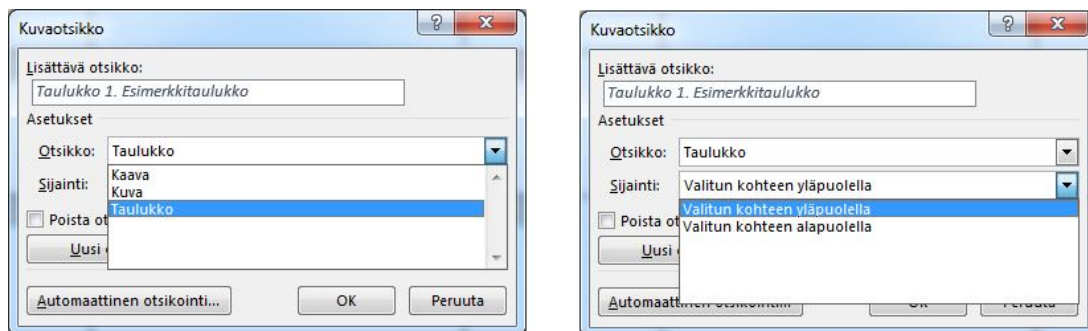 Kuvaotsikko
Lisättävä otsikko:
Taulukko 1. Esimerkkitaulukko
Asetukset
Otsikko: Taulukko
Kaava
Sijainti:
Kuva
Taulukko
Poista ot
Uusi
Automaattinen otsikointi... OK Peruuta
Kuvaotsikko
Lisättävä otsikko:
Taulukko 1. Esimerkkitaulukko
Asetukset
Otsikko: Taulukko
Sijainti: Valitun kohteen yläpuolella
Valitun kohteen yläpuolella
Poista ot
Valitun kohteen alapuolella
Uusi